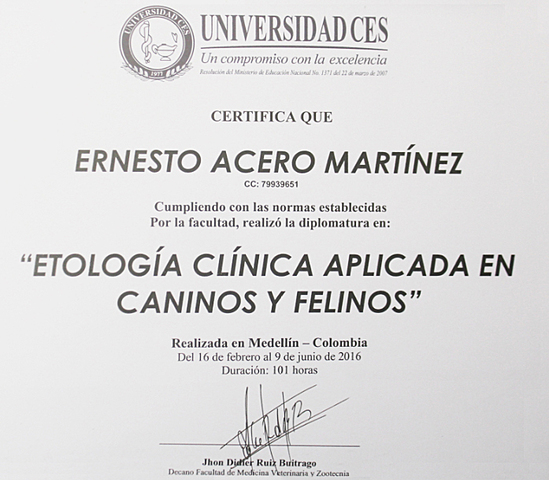 UNIVERSIDAD CES
1977
UNIVERSIDAD CES
Un compromiso con la excelencia
Resolución del Ministerio de Educación Nacional No. 1371 del 22 de marzo de 2007
CERTIFICA QUE
ERNESTO ACERO MARTÍNEZ
CC: 79939651
Cumpliendo con las normas establecidas
Por la facultad, realizó la diplomatura en:
“ETOLOGÍA CLÍNICA APLICADA EN
CANINOS Y FELINOS”
Realizada en Medellín – Colombia
Del 16 de febrero al 9 de junio de 2016
Duración: 101 horas
Jhon Didier Ruiz Buitrago
Decano Facultad de Medicina Veterinaria y Zootecnia